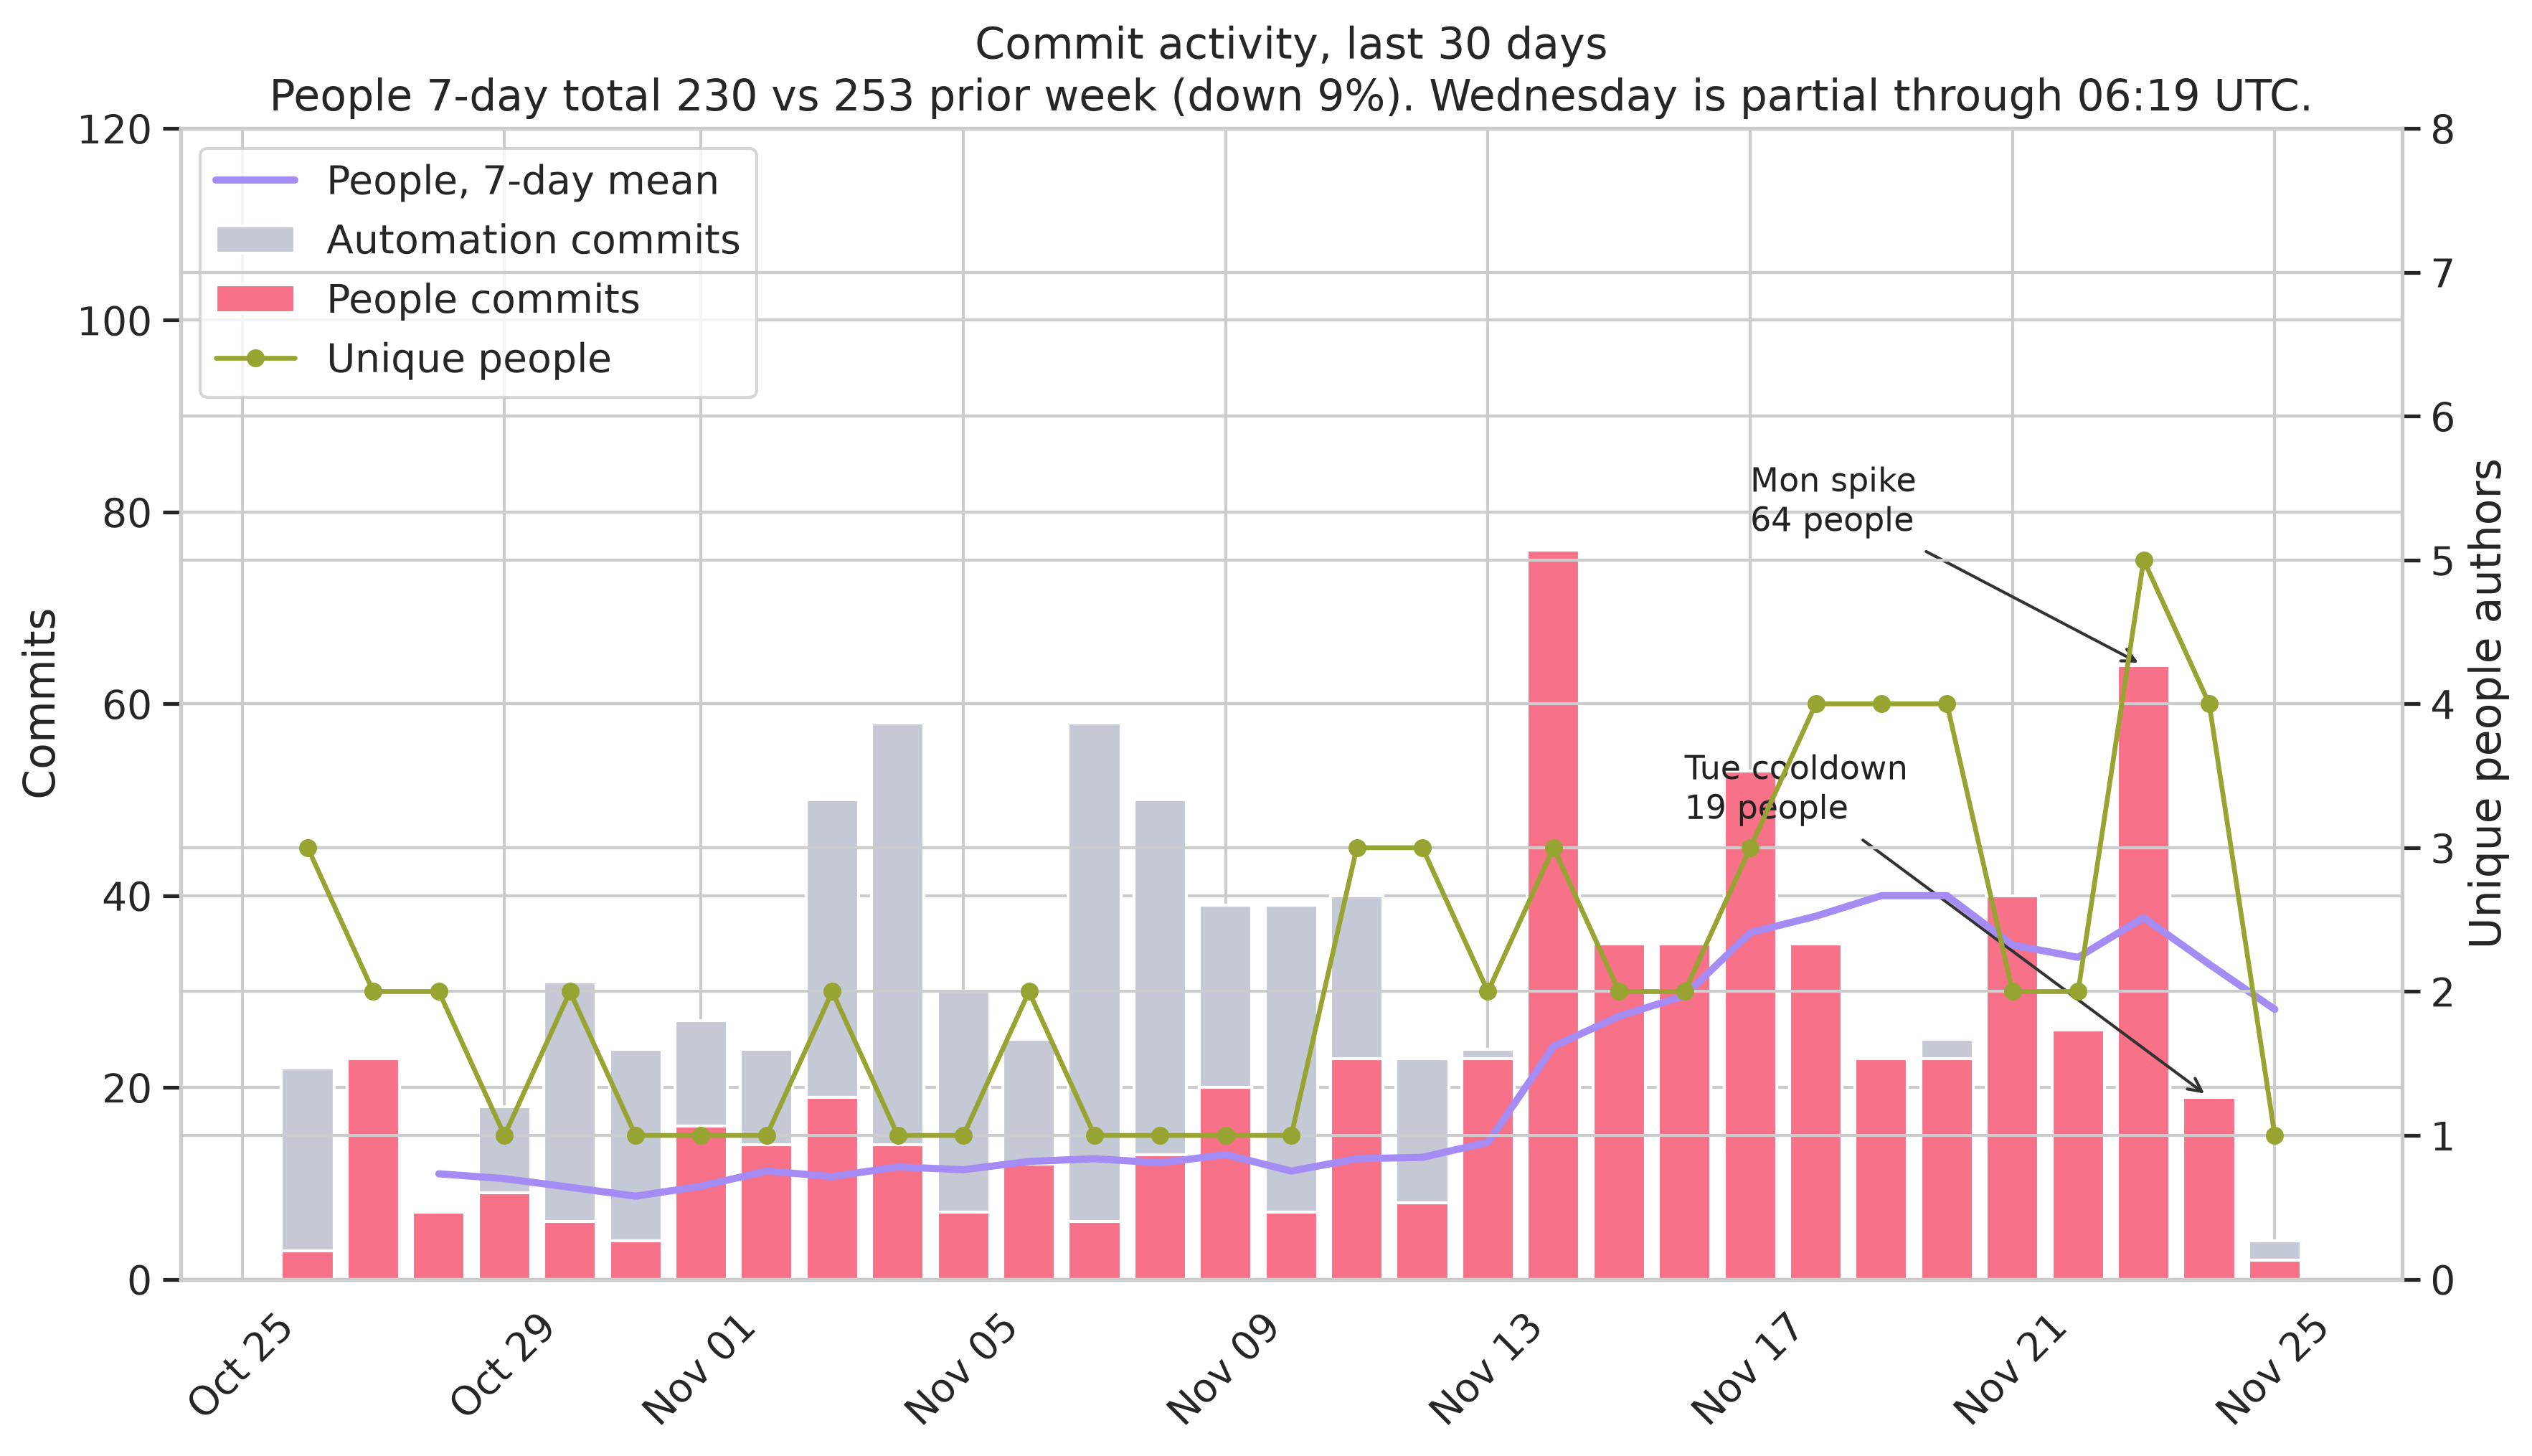 Commit activity, last 30 days
People 7-day total 230 vs 253 prior week (down 9%). Wednesday is partial through 06:19 UTC.
People, 7-day mean
Automation commits
People commits
Unique people
Mon spike
64 people
Tue cooldown
19 people
Commits
120
100
80
60
40
20
0
Unique people authors
8
7
6
5
4
3
2
1
0
Oct 25
Oct 29
Nov 01
Nov 05
Nov 09
Nov 13
Nov 17
Nov 21
Nov 25